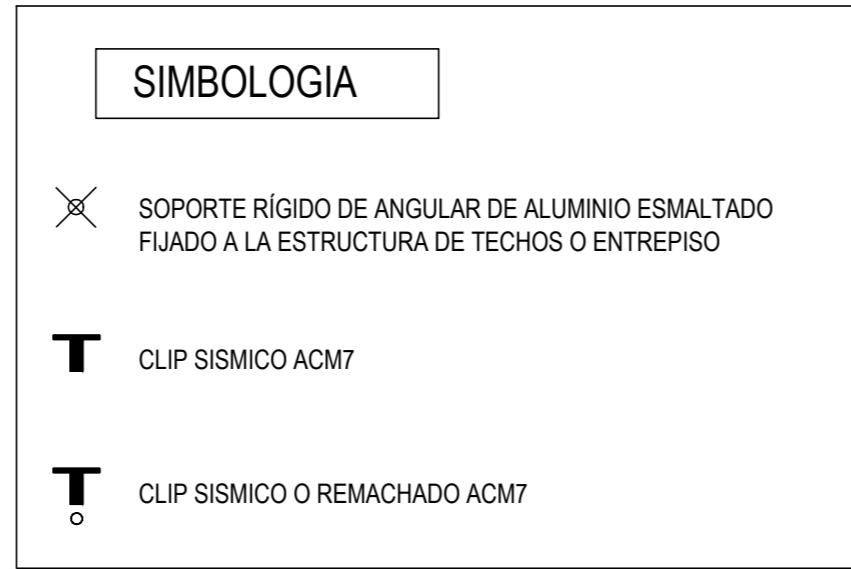 SIMBOLOGIA
SOPORTE RÍGIDO DE ANGULAR DE ALUMINIO ESMALTADO
FIJADO A LA ESTRUCTURA DE TECHOS O ENTREPISO
CLIP SISMICO ACM7
CLIP SISMICO O REMACHADO ACM7